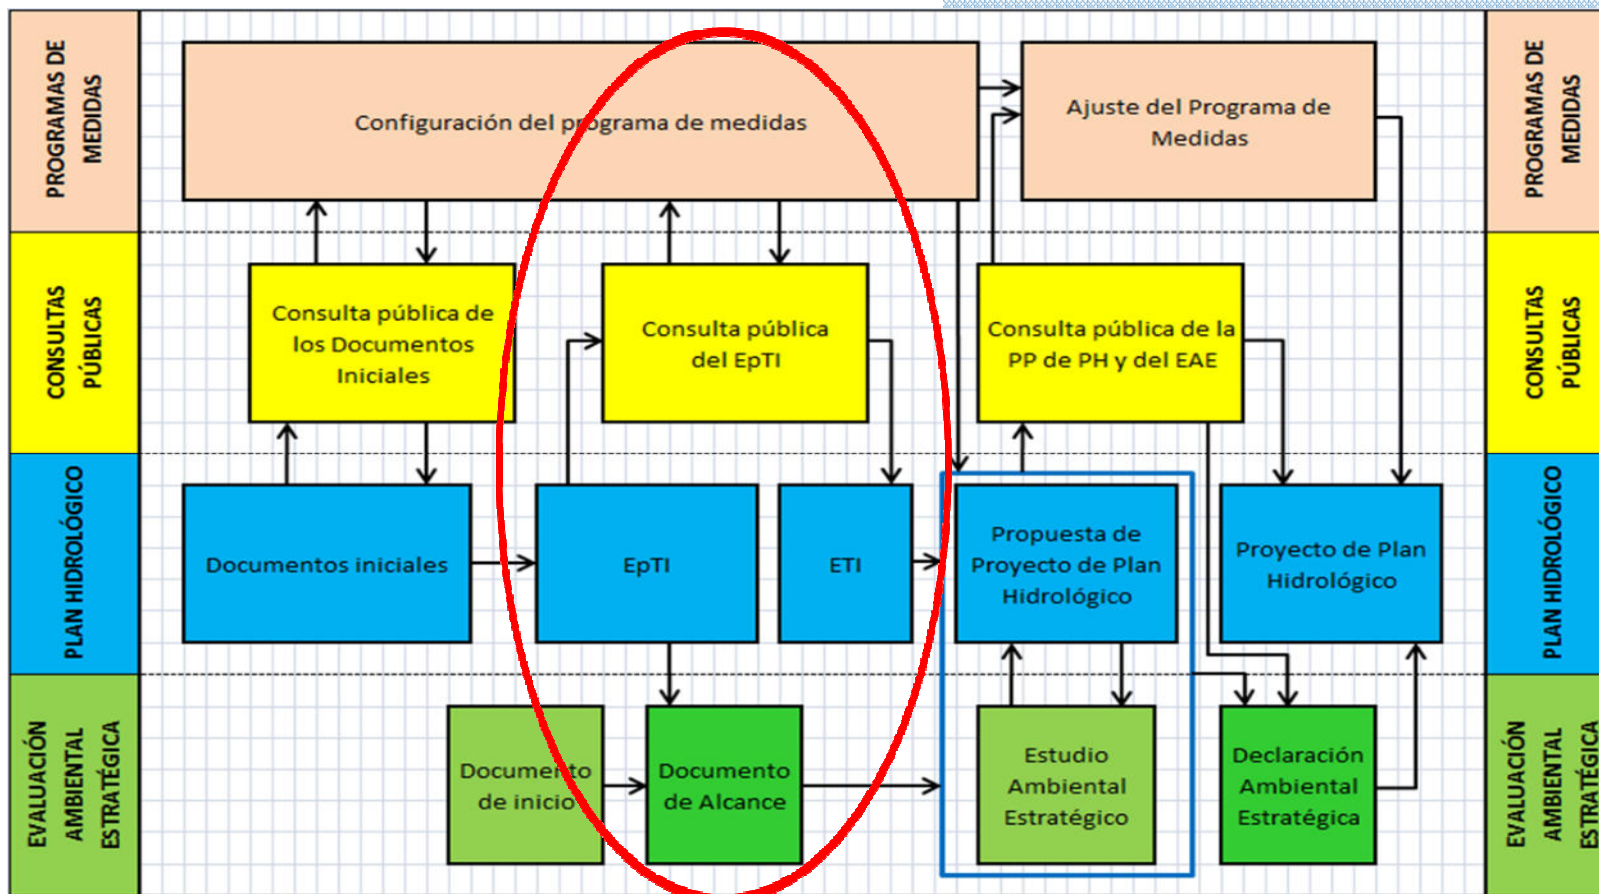 PROGRAMAS DE
MEDIDAS
Configuración del programa de medidas
Ajuste del Programa de
Medidas
PROGRAMAS DE
MEDIDAS
CONSULTAS
PÚBLICAS
Consulta pública de
los Documentos
Iniciales
Consulta pública
del EpTI
Consulta pública de la
PP de PH y del EAE
CONSULTAS
PÚBLICAS
PLAN HIDROLÓGICO
Documentos iniciales
EpTI
ETI
Propuesta de
Proyecto de Plan
Hidrológico
Proyecto de Plan
Hidrológico
PLAN HIDROLÓGICO
EVALUACIÓN
AMBIENTAL
ESTRATÉGICA
Documento
de inicio
Documento
de Alcance
Estudio
Ambiental
Estratégico
Declaración
Ambiental
Estratégica
EVALUACIÓN
AMBIENTAL
ESTRATÉGICA